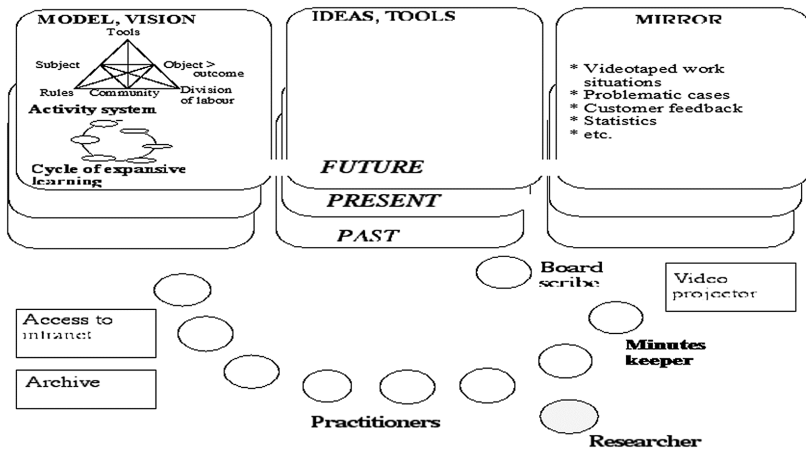 MODEL, VISION
Tools
Subject
Object >
outcome
Rules
Community
Division
of labour
Activity system
Cycle of expansive
learning
IDEAS, TOOLS
FUTURE
PRESENT
PAST
MIRROR
* Videotaped work
situations
* Problematic cases
* Customer feedback
* Statistics
* etc.
Board
scribe
Video
projector
Access to
intranet
Minutes
keeper
Archive
Practitioners
Researcher